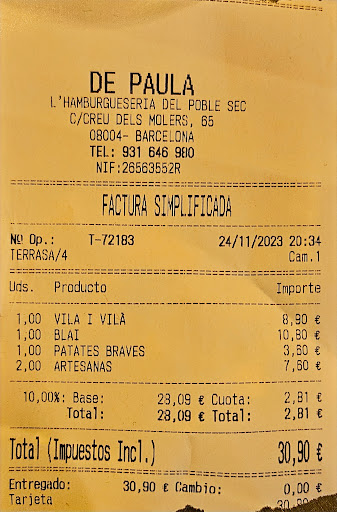 DE PAULA
L'HAMBURGUESERIA DEL POBLE SEC
C/CREU DELS MOLERS, 65
08004- BARCELONA
TEL: 931 646 980
NIF:26563552R
FACTURA SIMPLIFICADA
Nº Op.: T-72183 24/11/2023 20:34
TERRASA/4 Cam.1
Uds. Producto Importe
1,00 VILA I VILÀ 8,90 €
1,00 BLAI 10,80 €
1,00 PATATES BRAVES 3,60 €
2,00 ARTESANAS 7,60 €
10,00%: Base: 28,09 € Cuota: 2,81 €
Total: 28,09 € Total: 2,81 €
Total (Impuestos Incl.) 30,90 €
Entregado: 30,90 € Cambio: 0,00 €
Tarjeta 30,90 €